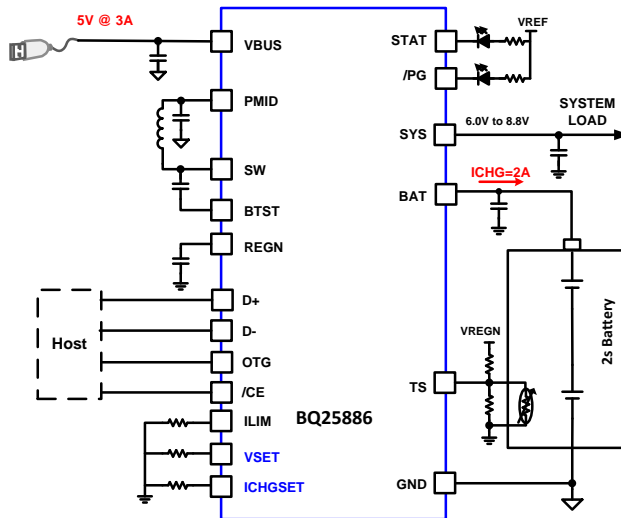 5V @ 3A
VBUS
PMID
SW
BTST
REGN
Host
D+
D-
OTG
/CE
ILIM
VSET
ICHGSET
BQ25886
STAT
VREF
/PG
SYS
6.0V to 8.8V
SYSTEM
LOAD
BAT
ICHG=2A
2s Battery
VREGN
TS
GND